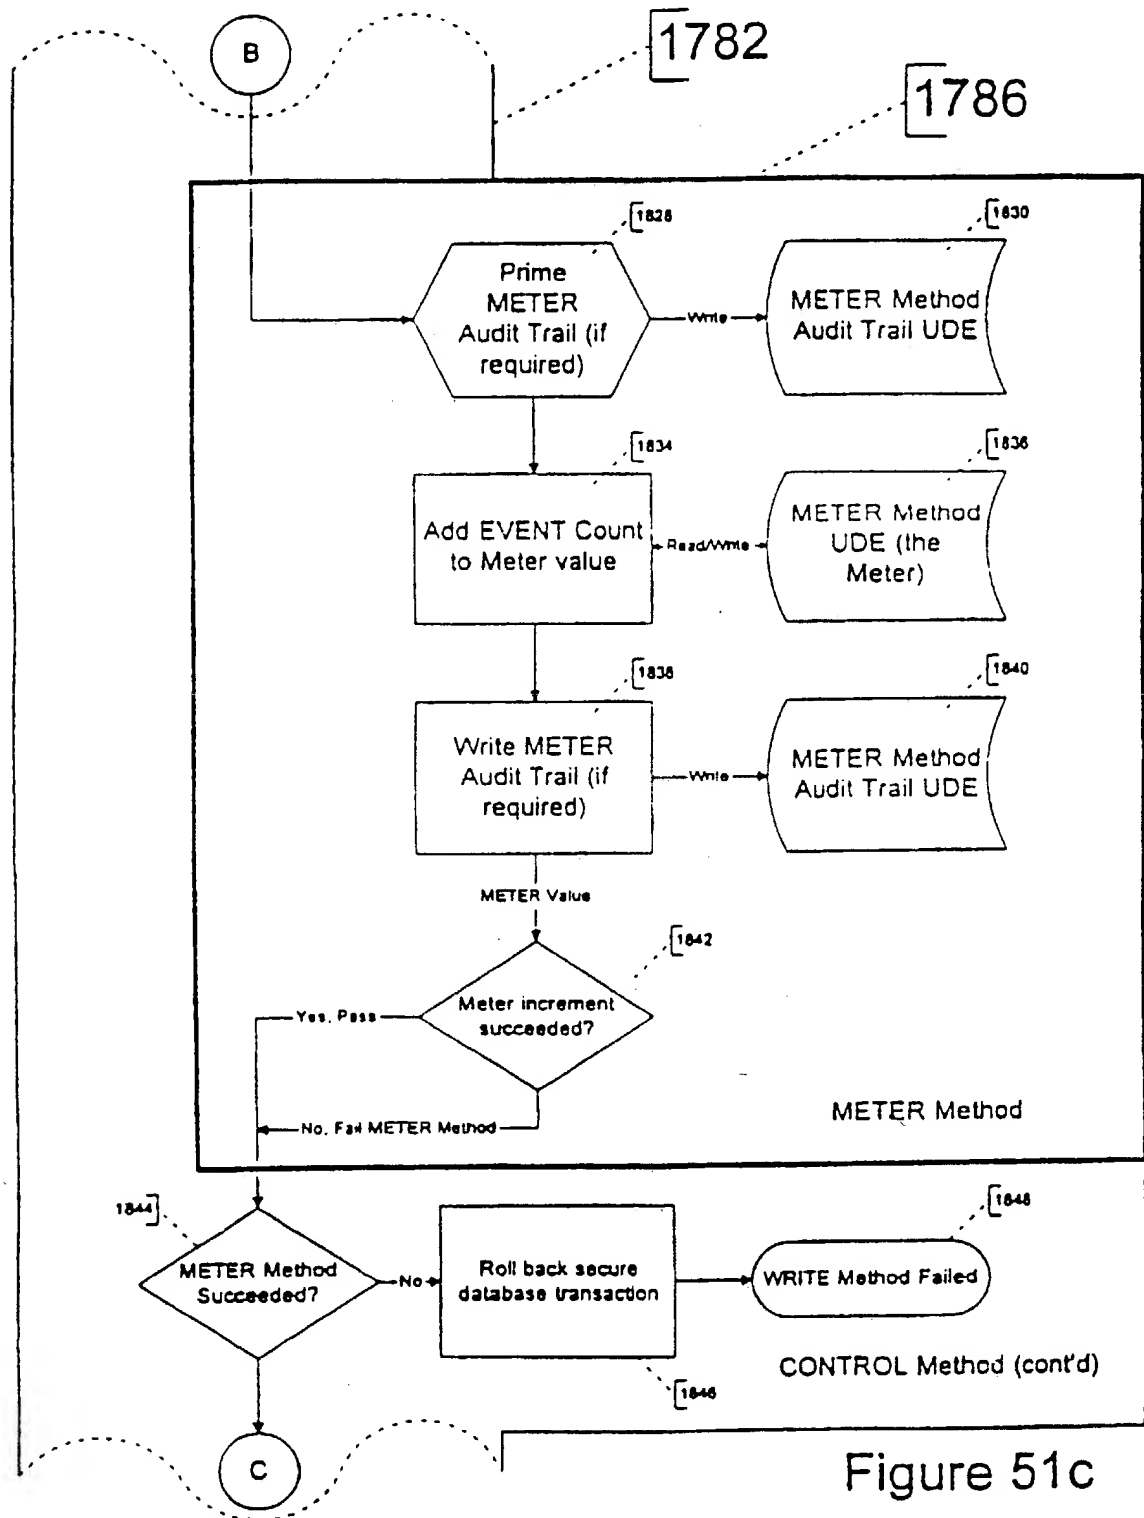 B
1782
1786
1828
Prime
METER
Audit Trail (if
required)
Write
1830
METER Method
Audit Trail UDE
1834
Add EVENT Count
to Meter value
Read/Write
1836
METER Method
UDE (the
Meter)
1838
Write METER
Audit Trail (if
required)
Write
1840
METER Method
Audit Trail UDE
METER Value
1842
Meter increment
succeeded?
Yes, Pass
No, Fail METER Method
METER Method
1844
METER Method
Succeeded?
No
Roll back secure
database transaction
1846
1848
WRITE Method Failed
CONTROL Method (cont'd)
C
Figure 51c